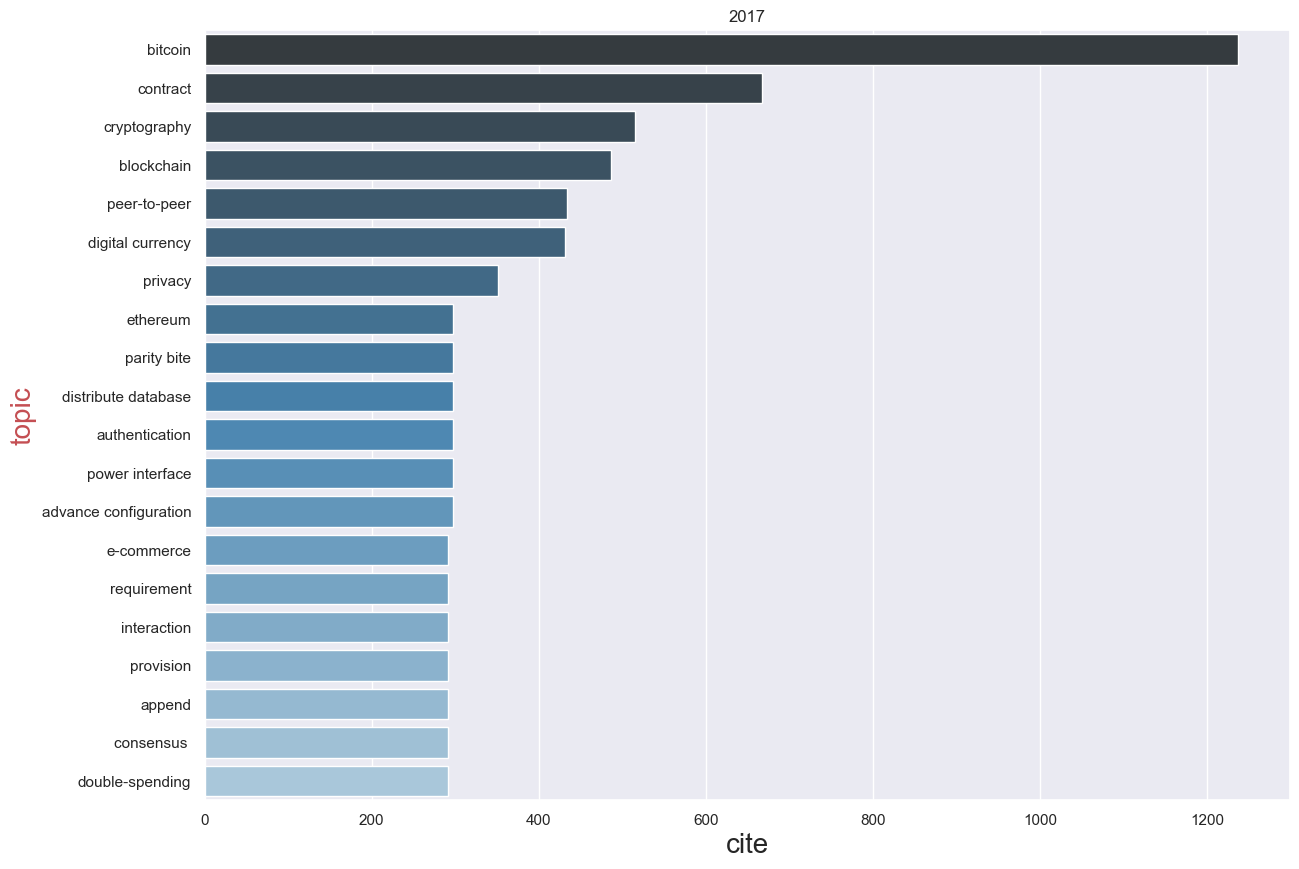 2017
bitcoin
contract
cryptography
blockchain
peer-to-peer
digital currency
privacy
ethereum
parity bite
distribute database
authentication
power interface
advance configuration
e-commerce
requirement
interaction
provision
append
consensus
double-spending
topic
0 200 400 600 800 1000 1200
cite